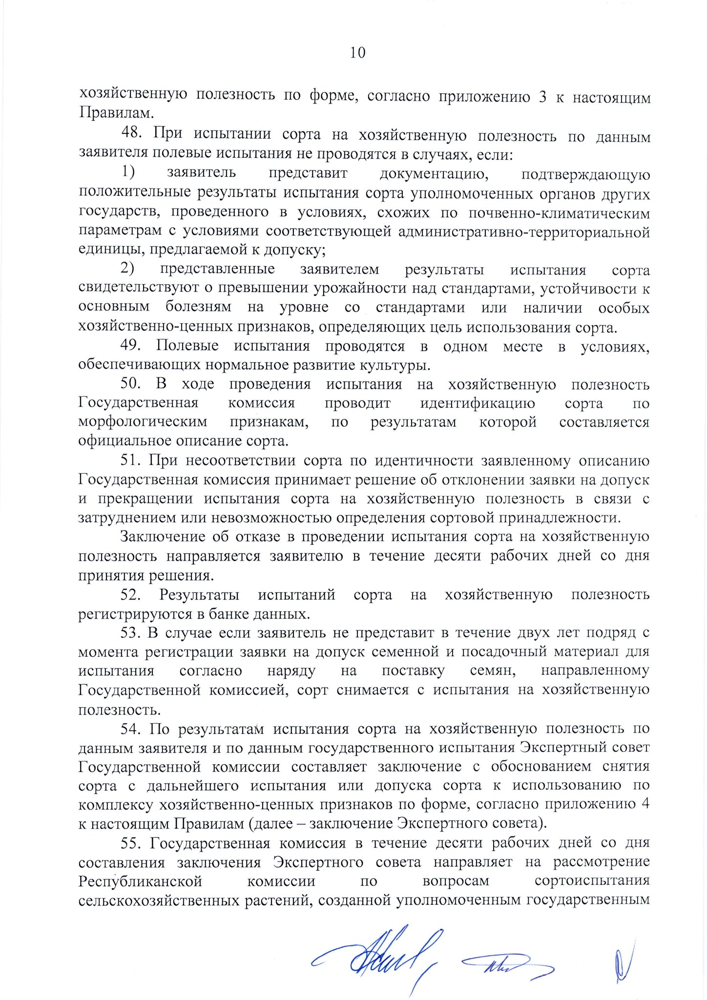 10
хозяйственную полезность по форме, согласно приложению 3 к настоящим
Правилам.
48. При испытании сорта на хозяйственную полезность по данным
заявителя полевые испытания не проводятся в случаях, если:
1) заявитель представит документацию, подтверждающую
положительные результаты испытания сорта уполномоченных органов других
государств, проведенного в условиях, схожих по почвенно-климатическим
параметрам с условиями соответствующей административно-территориальной
единицы, предлагаемой к допуску;
2) представленные заявителем результаты испытания сорта
свидетельствуют о превышении урожайности над стандартами, устойчивости к
основным болезням на уровне со стандартами или наличии особых
хозяйственно-ценных признаков, определяющих цель использования сорта.
49. Полевые испытания проводятся в одном месте в условиях,
обеспечивающих нормальное развитие культуры.
50. В ходе проведения испытания на хозяйственную полезность
Государственная комиссия проводит идентификацию сорта по
морфологическим признакам, по результатам которой составляется
официальное описание сорта.
51. При несоответствии сорта по идентичности заявленному описанию
Государственная комиссия принимает решение об отклонении заявки на допуск
и прекращении испытания сорта на хозяйственную полезность в связи с
затруднением или невозможностью определения сортовой принадлежности.
Заключение об отказе в проведении испытания сорта на хозяйственную
полезность направляется заявителю в течение десяти рабочих дней со дня
принятия решения.
52. Результаты испытаний сорта на хозяйственную полезность
регистрируются в банке данных.
53. В случае если заявитель не представит в течение двух лет подряд с
момента регистрации заявки на допуск семенной и посадочный материал для
испытания согласно наряду на поставку семян, направленному
Государственной комиссией, сорт снимается с испытания на хозяйственную
полезность.
54. По результатам испытания сорта на хозяйственную полезность по
данным заявителя и по данным государственного испытания Экспертный совет
Государственной комиссии составляет заключение с обоснованием снятия
сорта с дальнейшего испытания или допуска сорта к использованию по
комплексу хозяйственно-ценных признаков по форме, согласно приложению 4
к настоящим Правилам (далее – заключение Экспертного совета).
55. Государственная комиссия в течение десяти рабочих дней со дня
составления заключения Экспертного совета направляет на рассмотрение
Республиканской комиссии по вопросам сортоиспытания
сельскохозяйственных растений, созданной уполномоченным государственным